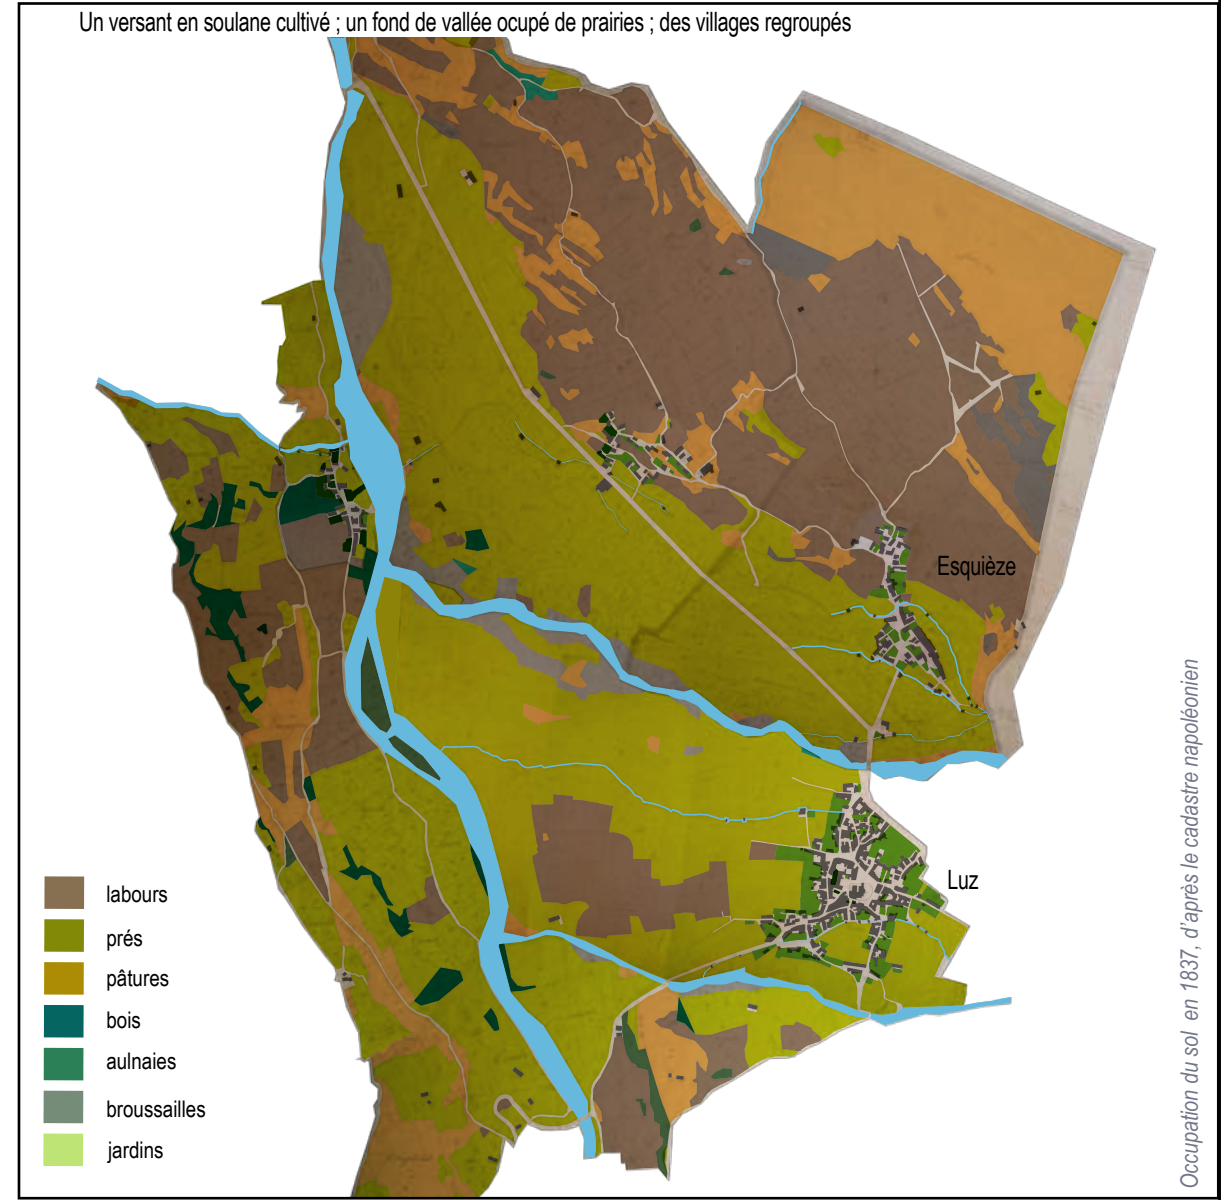 Un versant en soulane cultivé ; un fond de vallée ocupé de prairies ; des villages regroupés
Esquièze
Luz
labours
prés
pâtures
bois
aulnaies
broussailles
jardins
Occupation du sol en 1837, d'après le cadastre napoléonien